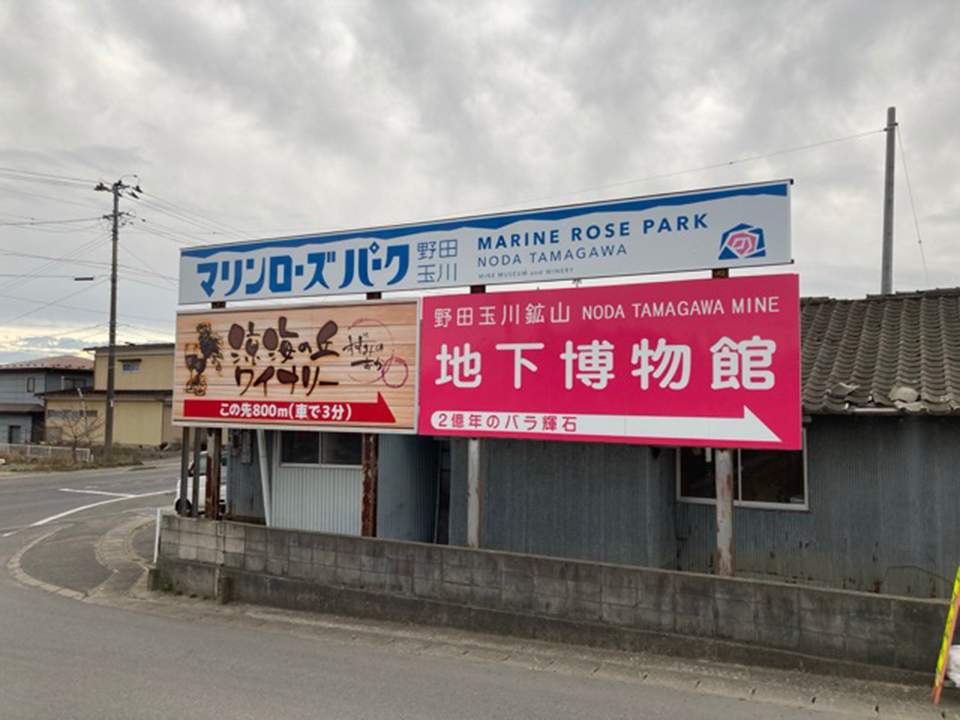 マリンローズパーク
野田
玉川
MARINE ROSE PARK
NODA TAMAGAWA
MINE MUSEUM and WINERY
涼海の丘
ワイナリー
この先800m(車で3分)
野田玉川鉱山 NODA TAMAGAWA MINE
地下博物館
2億年のバラ輝石